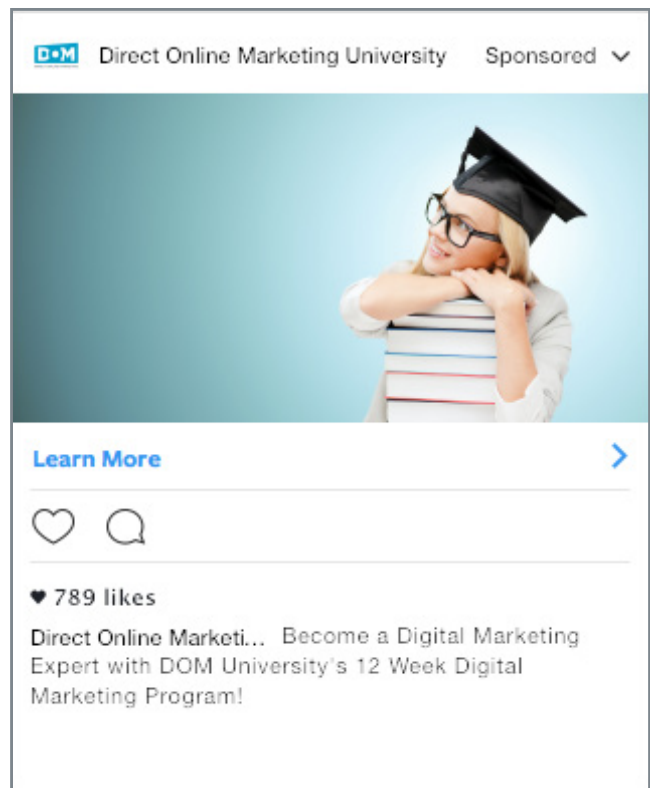 D•M Direct Online Marketing University Sponsored
Learn More
789 likes
Direct Online Marketi... Become a Digital Marketing
Expert with DOM University's 12 Week Digital
Marketing Program!